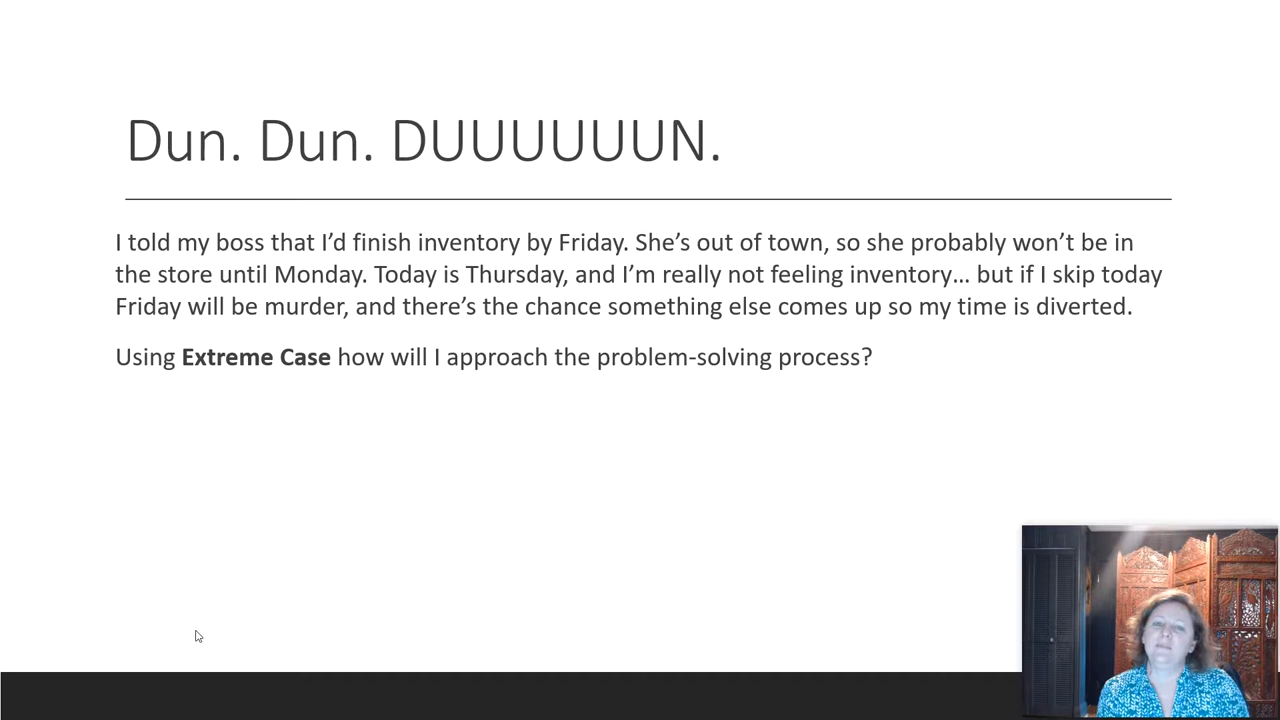 Dun. Dun. DUUUUUUN.
I told my boss that I’d finish inventory by Friday. She’s out of town, so she probably won’t be in
the store until Monday. Today is Thursday, and I’m really not feeling inventory… but if I skip today
Friday will be murder, and there’s the chance something else comes up so my time is diverted.
Using Extreme Case how will I approach the problem-solving process?